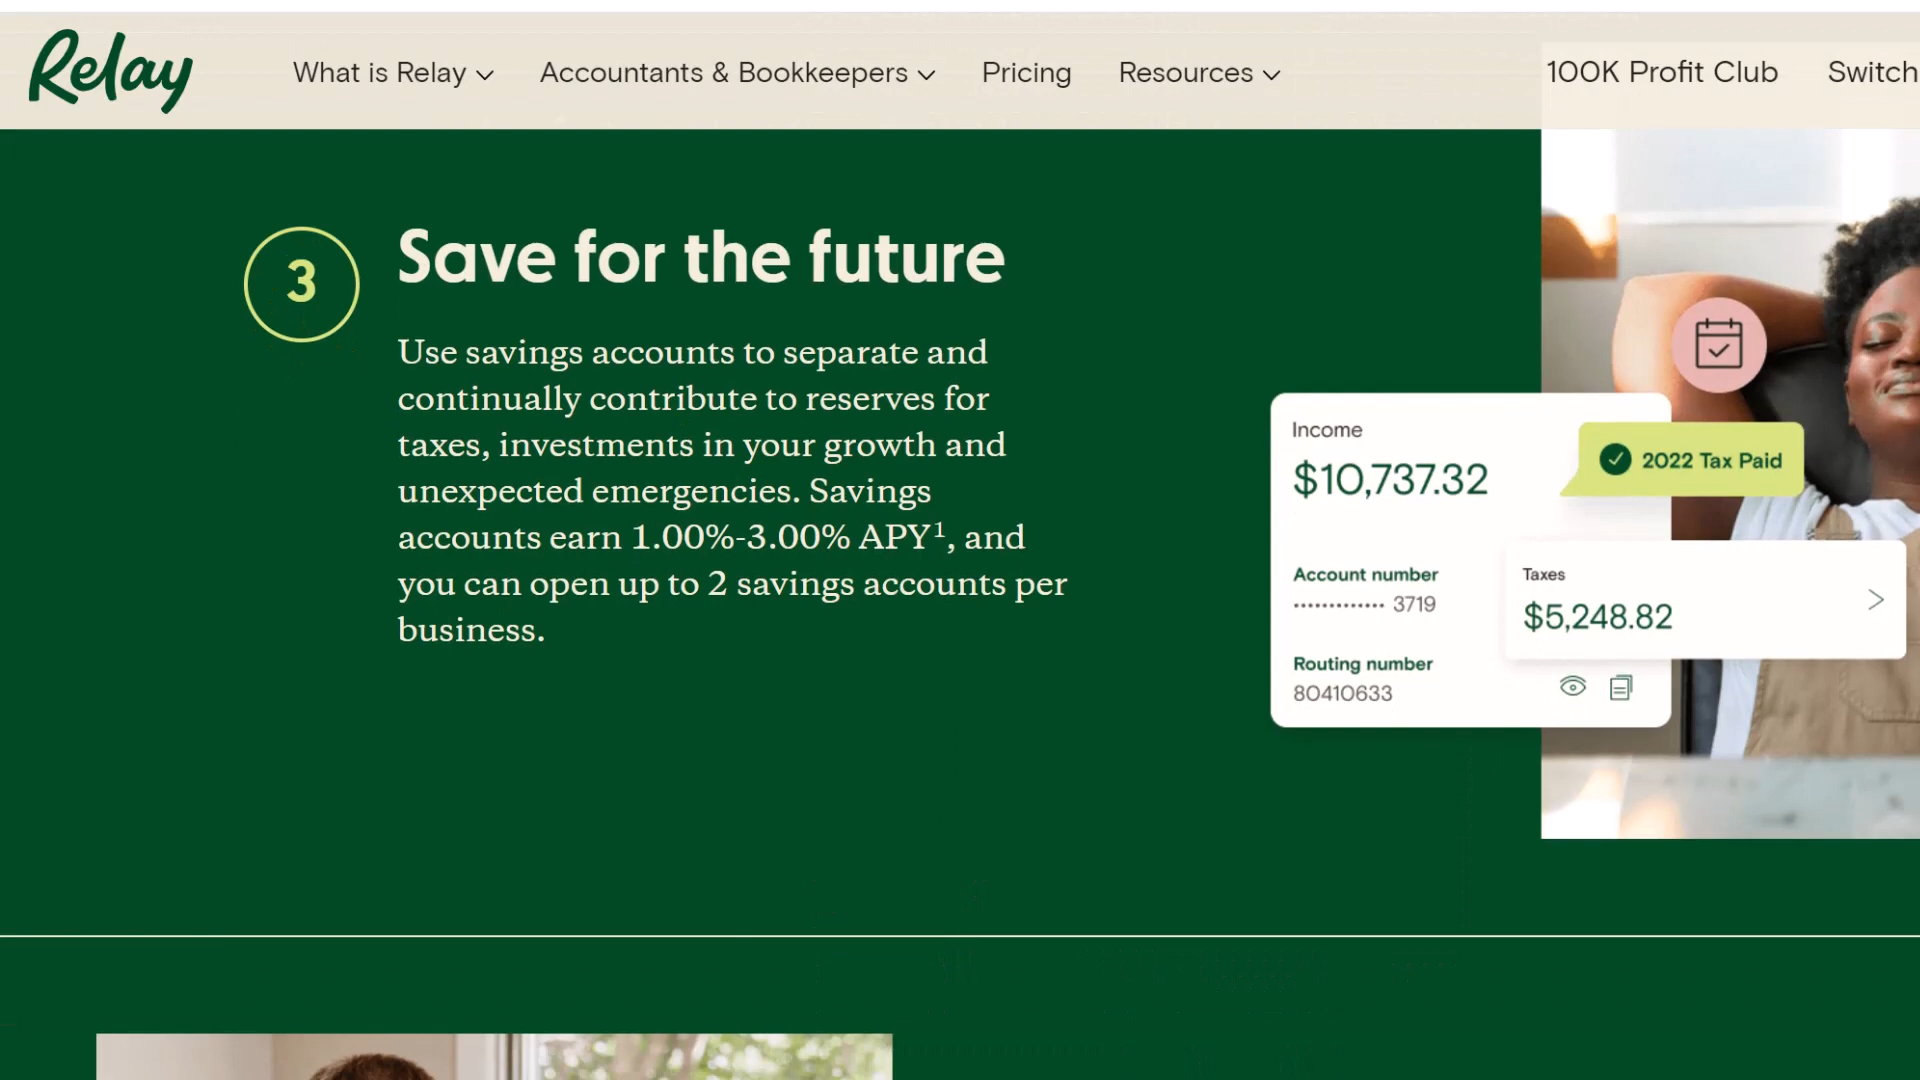 Relay
What is Relay
Accountants & Bookkeepers
Pricing
Resources
100K Profit Club
Switch
3
Save for the future
Use savings accounts to separate and
continually contribute to reserves for
taxes, investments in your growth and
unexpected emergencies. Savings
accounts earn 1.00%-3.00% APY¹, and
you can open up to 2 savings accounts per
business.
Income
$10,737.32
2022 Tax Paid
Account number
············· 3719
Taxes
$5,248.82
Routing number
80410633